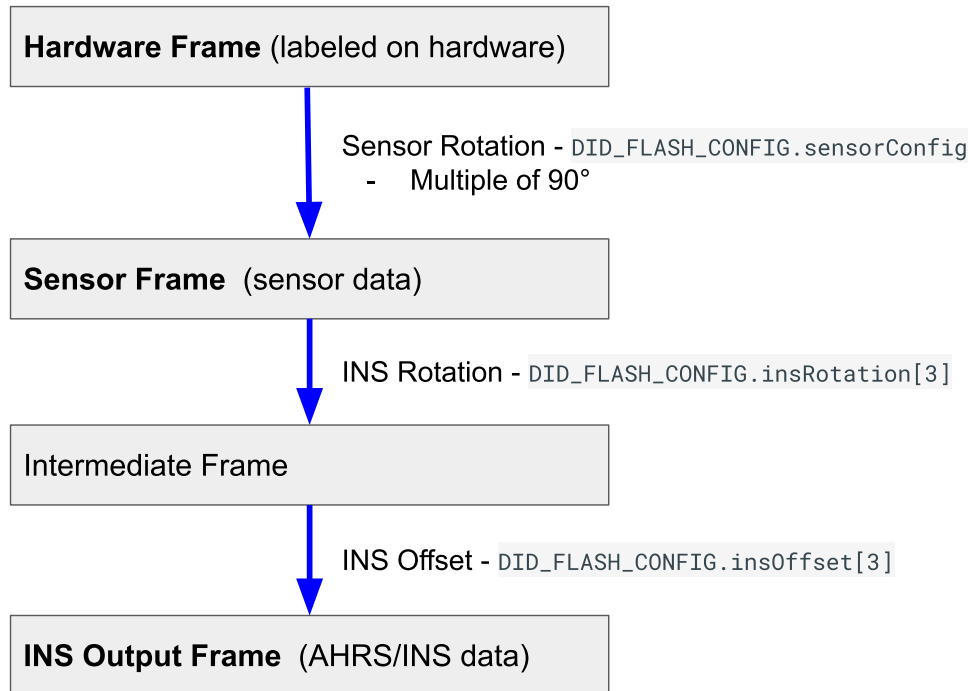 Hardware Frame (labeled on hardware)
Sensor Rotation - DID_FLASH_CONFIG.sensorConfig
- Multiple of 90°
Sensor Frame (sensor data)
INS Rotation - DID_FLASH_CONFIG.insRotation[3]
Intermediate Frame
INS Offset - DID_FLASH_CONFIG.insOffset[3]
INS Output Frame (AHRS/INS data)